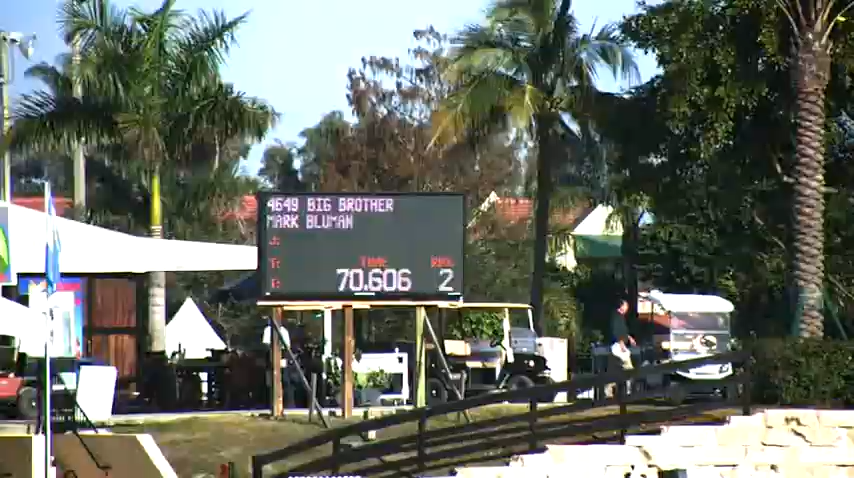 4649 BIG BROTHER
MARK BLUMAN
J:
T: TIME RNK
T: 70.606 2